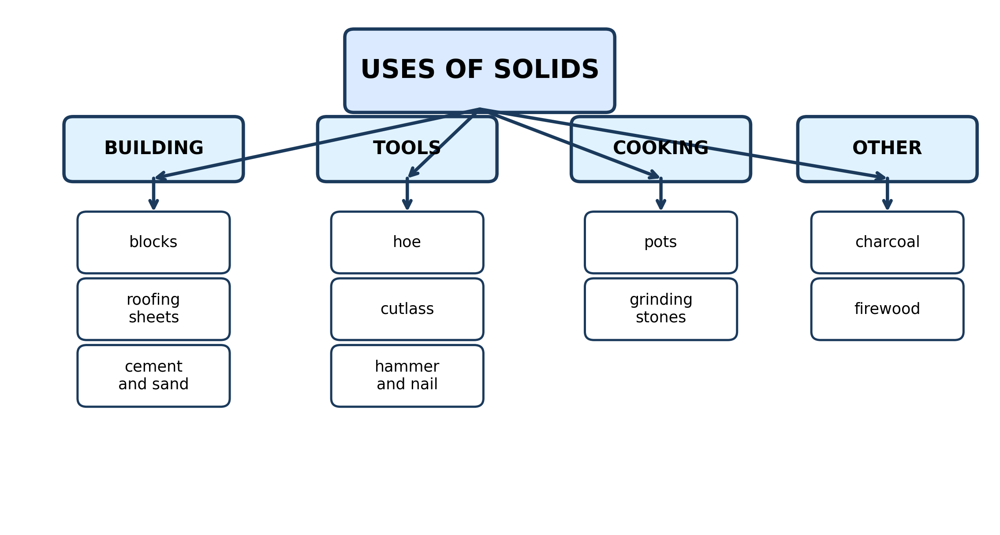 USES OF SOLIDS
BUILDING
TOOLS
COOKING
OTHER
blocks
hoe
pots
charcoal
roofing
sheets
cutlass
grinding
stones
firewood
cement
and sand
hammer
and nail